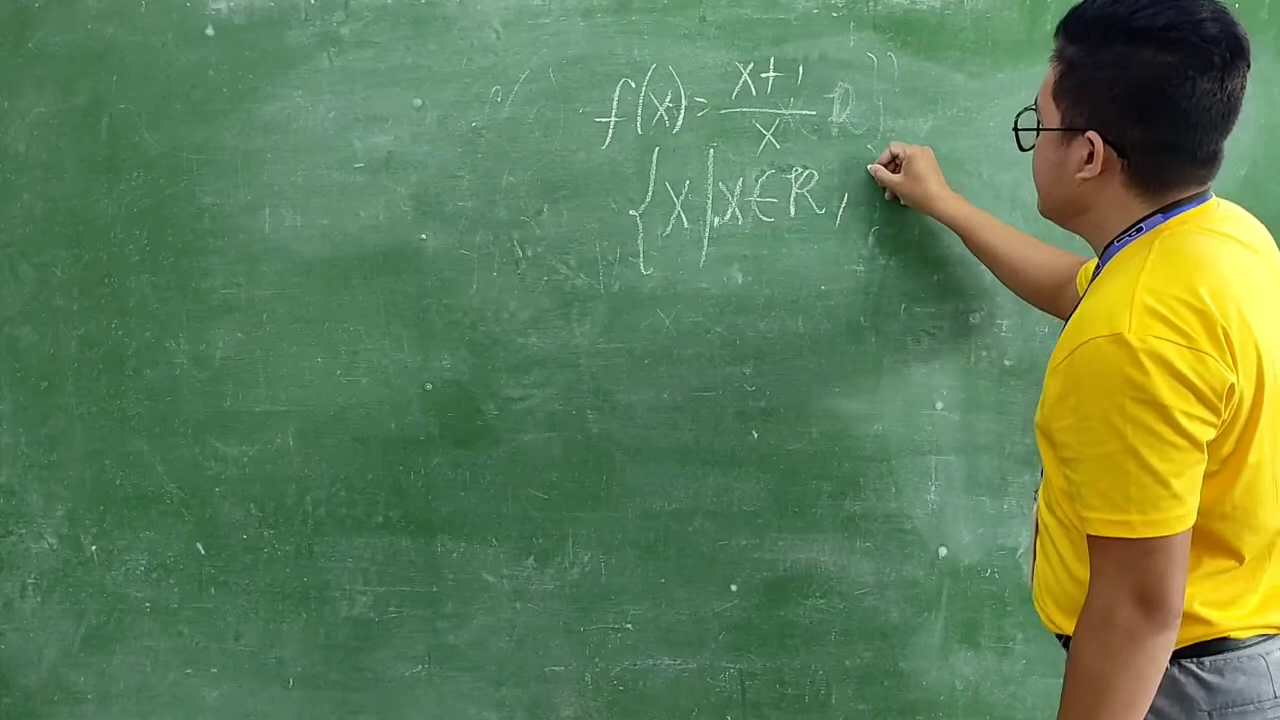 f(x) = x+1/x
{x|x∈R,